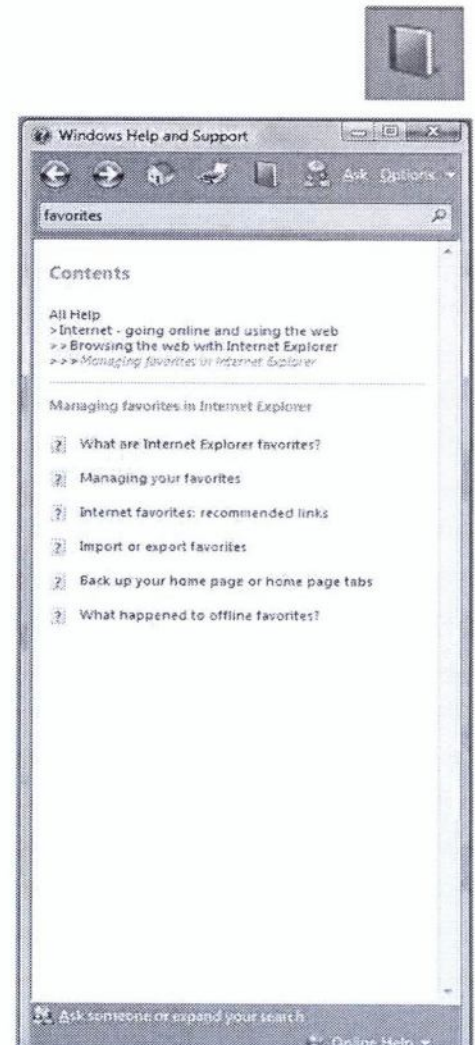 Windows Help and Support
Ask Options
favorites
Contents
All Help
>Internet - going online and using the web
>>Browsing the web with Internet Explorer
>>>Managing favorites in Internet Explorer
Managing favorites in Internet Explorer
? What are Internet Explorer favorites?
? Managing your favorites
? Internet favorites: recommended links
? Import or export favorites
? Back up your home page or home page tabs
? What happened to offline favorites?
Ask someone or expand your search
Online Help